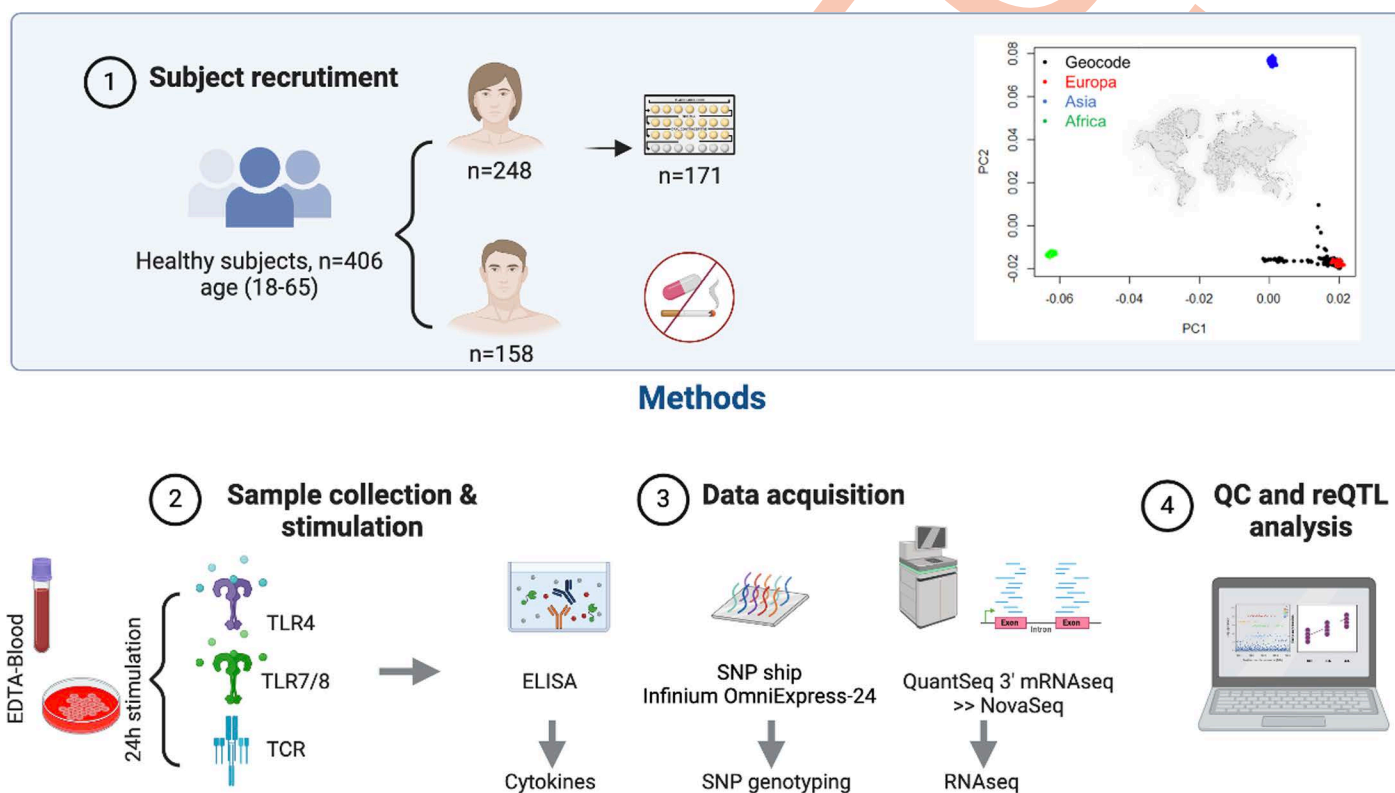 1 Subject recrutiment
Healthy subjects, n=406
age (18-65)
n=248
n=171
n=158
Geocode
Europa
Asia
Africa
PC2
0.08
0.06
0.04
0.02
0.00
-0.02
-0.06 -0.04 -0.02 0.00 0.02
PC1
Methods
2 Sample collection &
stimulation
EDTA-Blood
24h stimulation
TLR4
TLR7/8
TCR
ELISA
Cytokines
3 Data acquisition
SNP ship
Infinium OmniExpress-24
SNP genotyping
Exon Intron Exon
QuantSeq 3' mRNAseq
>> NovaSeq
RNAseq
4 QC and reQTL
analysis